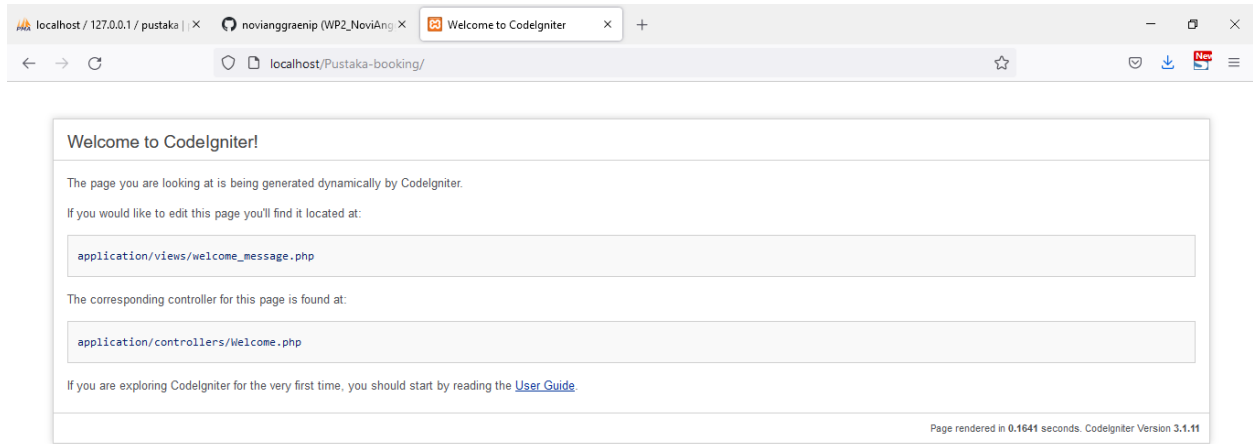 localhost / 127.0.0.1 / pustaka |
novianggraenip (WP2_NoviAng
Welcome to CodeIgniter
localhost/Pustaka-booking/
New
Welcome to CodeIgniter!
The page you are looking at is being generated dynamically by CodeIgniter.
If you would like to edit this page you'll find it located at:
application/views/welcome_message.php
The corresponding controller for this page is found at:
application/controllers/Welcome.php
If you are exploring CodeIgniter for the very first time, you should start by reading the User Guide.
Page rendered in 0.1641 seconds. CodeIgniter Version 3.1.11